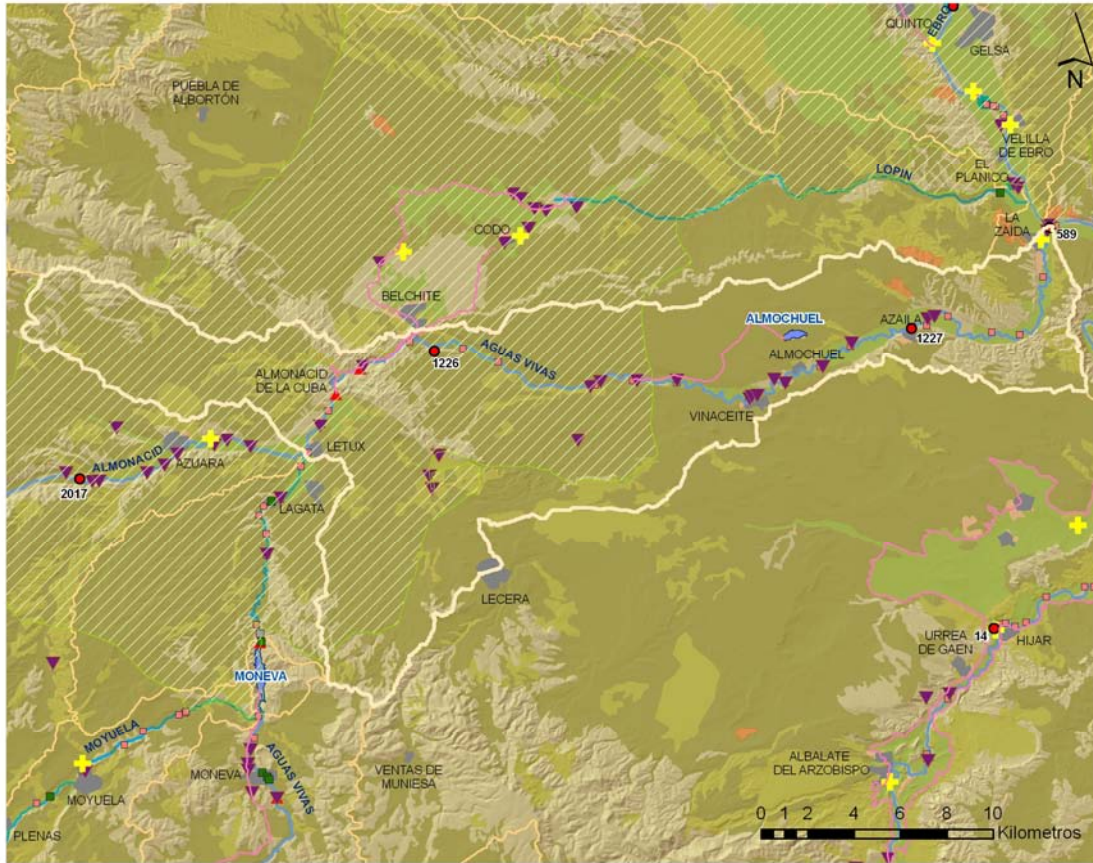 QUINTO
EBRO
GELSA
N
PUEBLA DE
ALBORTÓN
VELILLA
DE EBRO
EL
PLANICO
LOPIN
LA
ZAIDA
589
CODO
BELCHITE
ALMOCHUEL
AZAILA
1227
1226
AGUAS VIVAS
ALMOCHUEL
ALMONACID
DE LA CUBA
VINACEITE
LETUX
ALMONACID
AZUARA
2017
LAGATA
LECERA
14
URREA
DE GAEN
HIJAR
MONEVA
MOYUELA
AGUAS VIVAS
MONEVA
VENTAS DE
MUNIESA
ALBALATE
DEL ARZOBISPO
MOYUELA
PLENAS
0 2 4 6 8 10
Kilometros